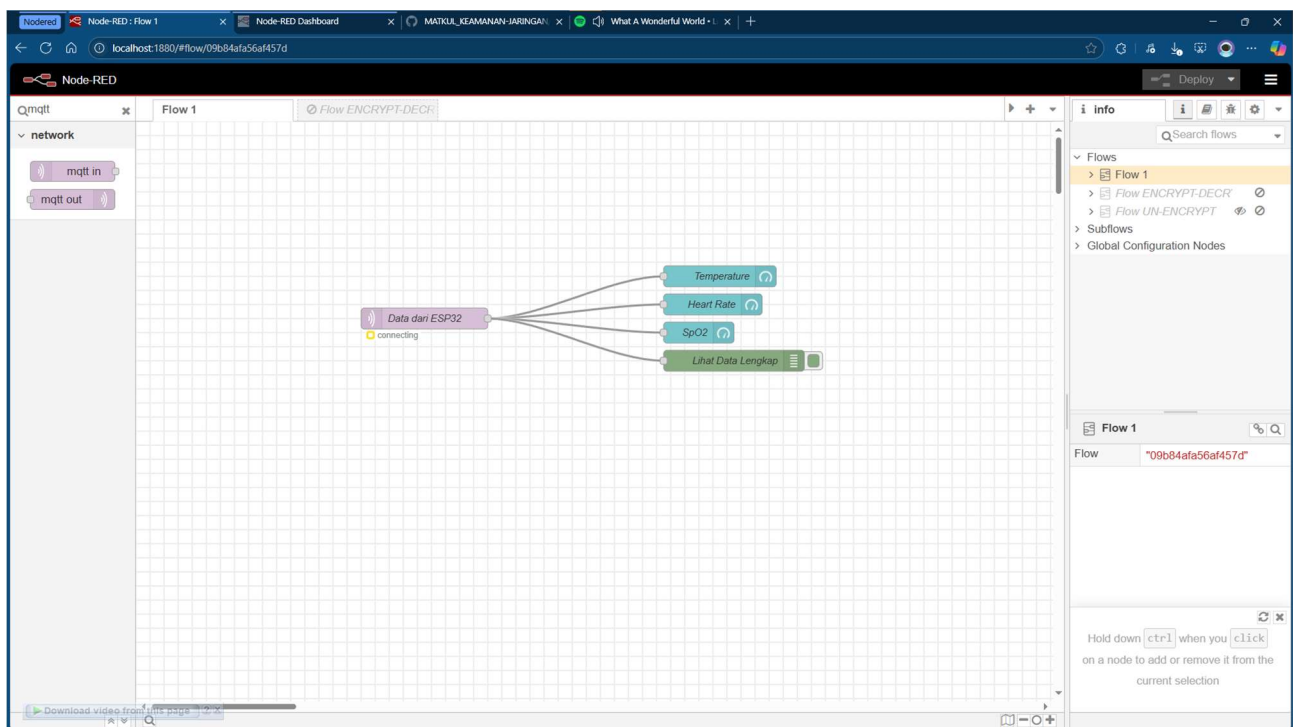 Nodered
Node-RED : Flow 1
Node-RED Dashboard
MATKUL_KEAMANAN-JARINGAN
What A Wonderful World •
localhost:1880/#flow/09b84afa56af457d
Node-RED
Deploy
mqtt
Flow 1
Flow ENCRYPT-DECR
info
i
Search flows
network
mqtt in
mqtt out
Flows
Flow 1
Flow ENCRYPT-DECR
Flow UN-ENCRYPT
Subflows
Global Configuration Nodes
Data dari ESP32
connecting
Temperature
Heart Rate
SpO2
Lihat Data Lengkap
Flow 1
Flow "09b84afa56af457d"
Hold down ctrl when you click
on a node to add or remove it from the
current selection
Download video from this page